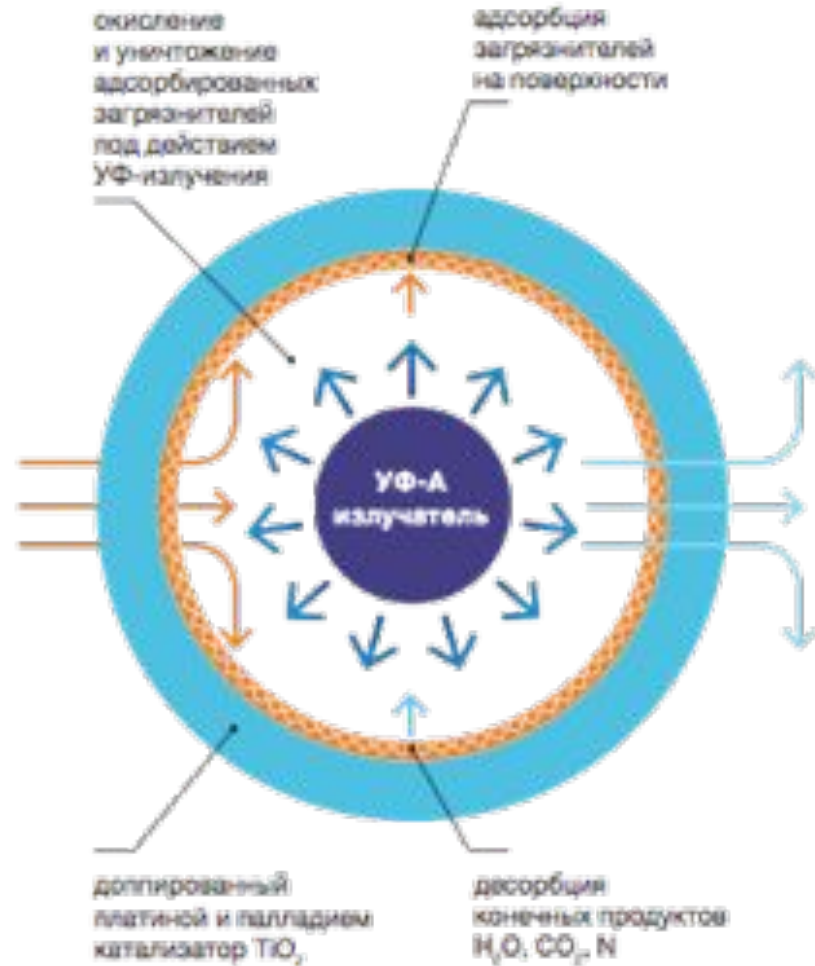 окисление
и уничтожение
адсорбированных
загрязнителей
под действием
УФ-излучения
адсорбция
загрязнителей
на поверхности
УФ-А
излучатель
доппированный
платиной и палладием
катализатор TiO₂
десорбция
конечных продуктов
H₂O, CO₂, N